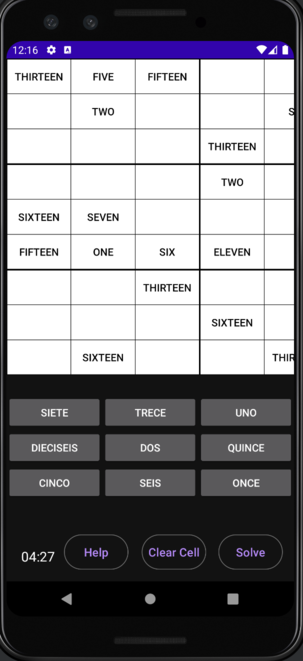 12:16
THIRTEEN FIVE FIFTEEN
TWO
THIRTEEN
TWO
SIXTEEN SEVEN
FIFTEEN ONE SIX ELEVEN
THIRTEEN
SIXTEEN
SIXTEEN THIR
SIETE TRECE UNO
DIECISEIS DOS QUINCE
CINCO SEIS ONCE
04:27 Help Clear Cell Solve